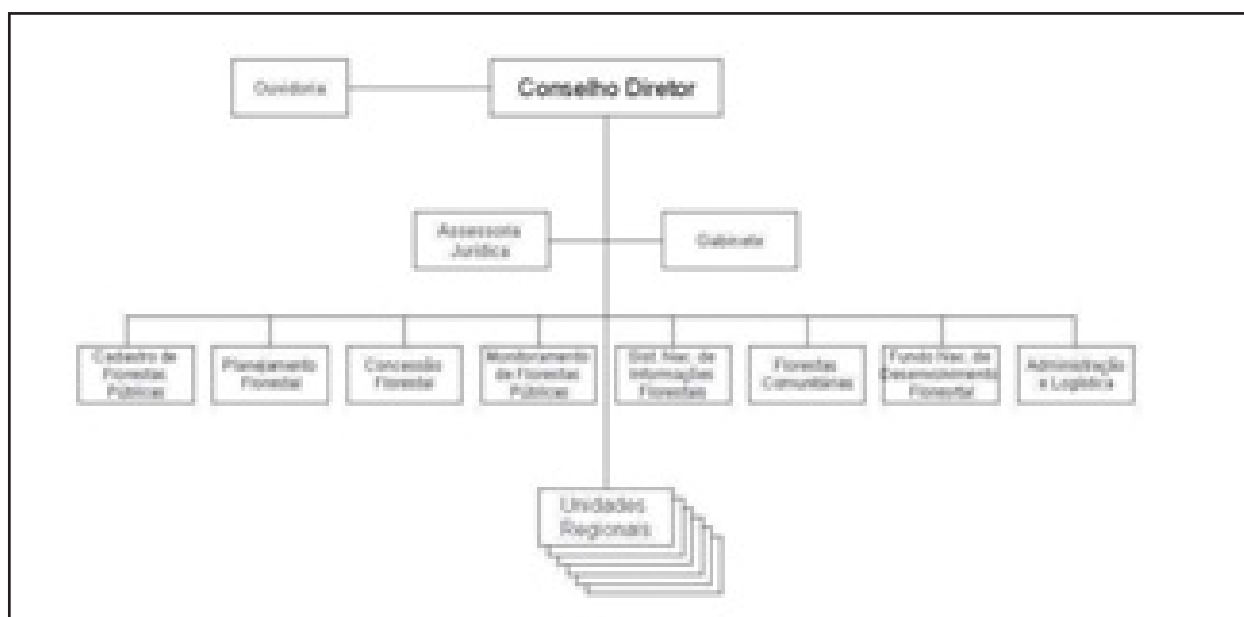 Ouvidoria
Conselho Diretor
Assessoria
Jurídica
Gabinete
Cadastro de
Florestas
Públicas
Planejamento
Florestal
Concessão
Florestal
Monitoramento
de Florestas
Públicas
Sist. Nac. de
Informações
Florestais
Florestas
Comunitárias
Fundo Nac. de
Desenvolvimento
Florestal
Administração
e Logística
Unidades
Regionais